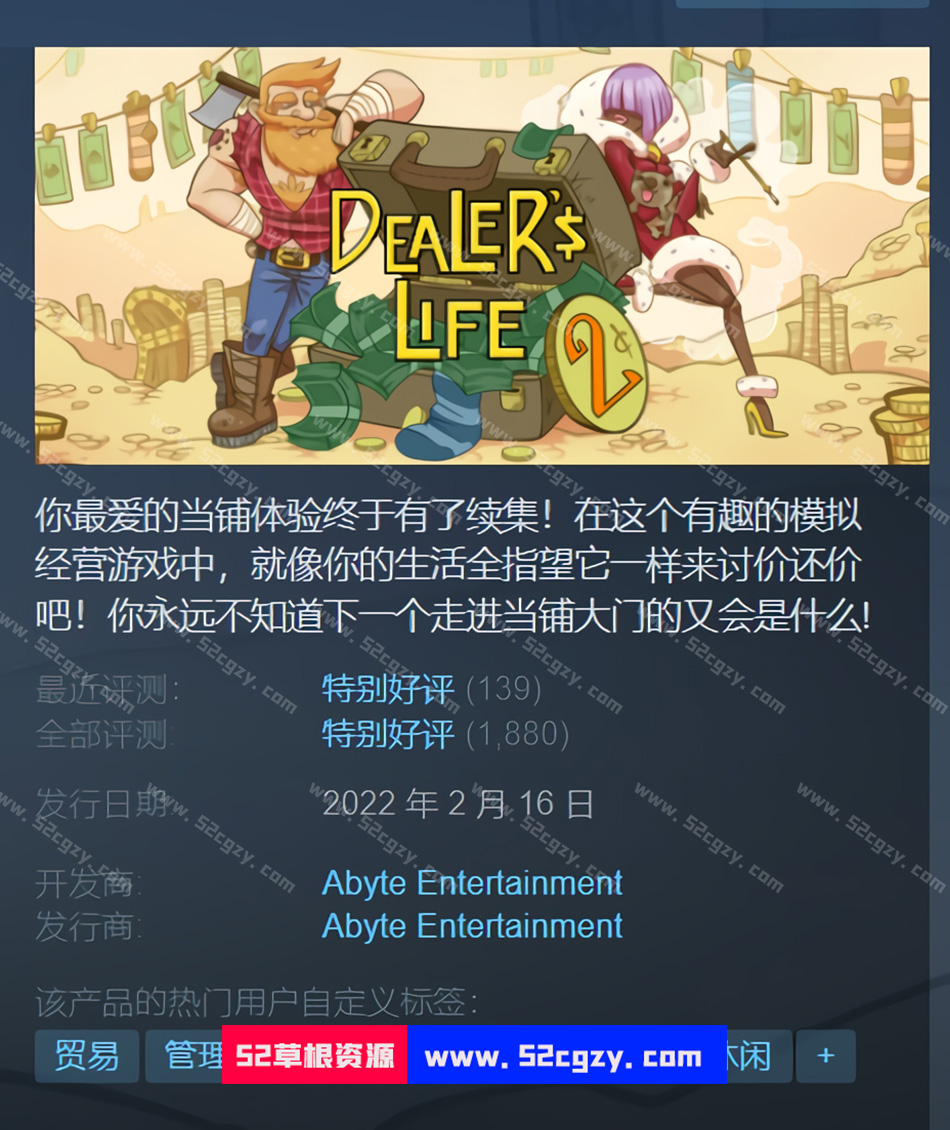 DEALER'S
LIFE
2
你最爱的当铺体验终于有了续集！在这个有趣的模拟
经营游戏中，就像你的生活全指望它一样来讨价还价
吧！你永远不知道下一个走进当铺大门的又会是什么!
最近评测:
特别好评 (139)
全部评测:
特别好评 (1,880)
发行日期:
2022 年 2 月 16 日
开发商:
Abyte Entertainment
发行商:
Abyte Entertainment
该产品的热门用户自定义标签:
贸易
管理
52草根资源
www.52cgzy.com
休闲
+
www.52cgzy.com